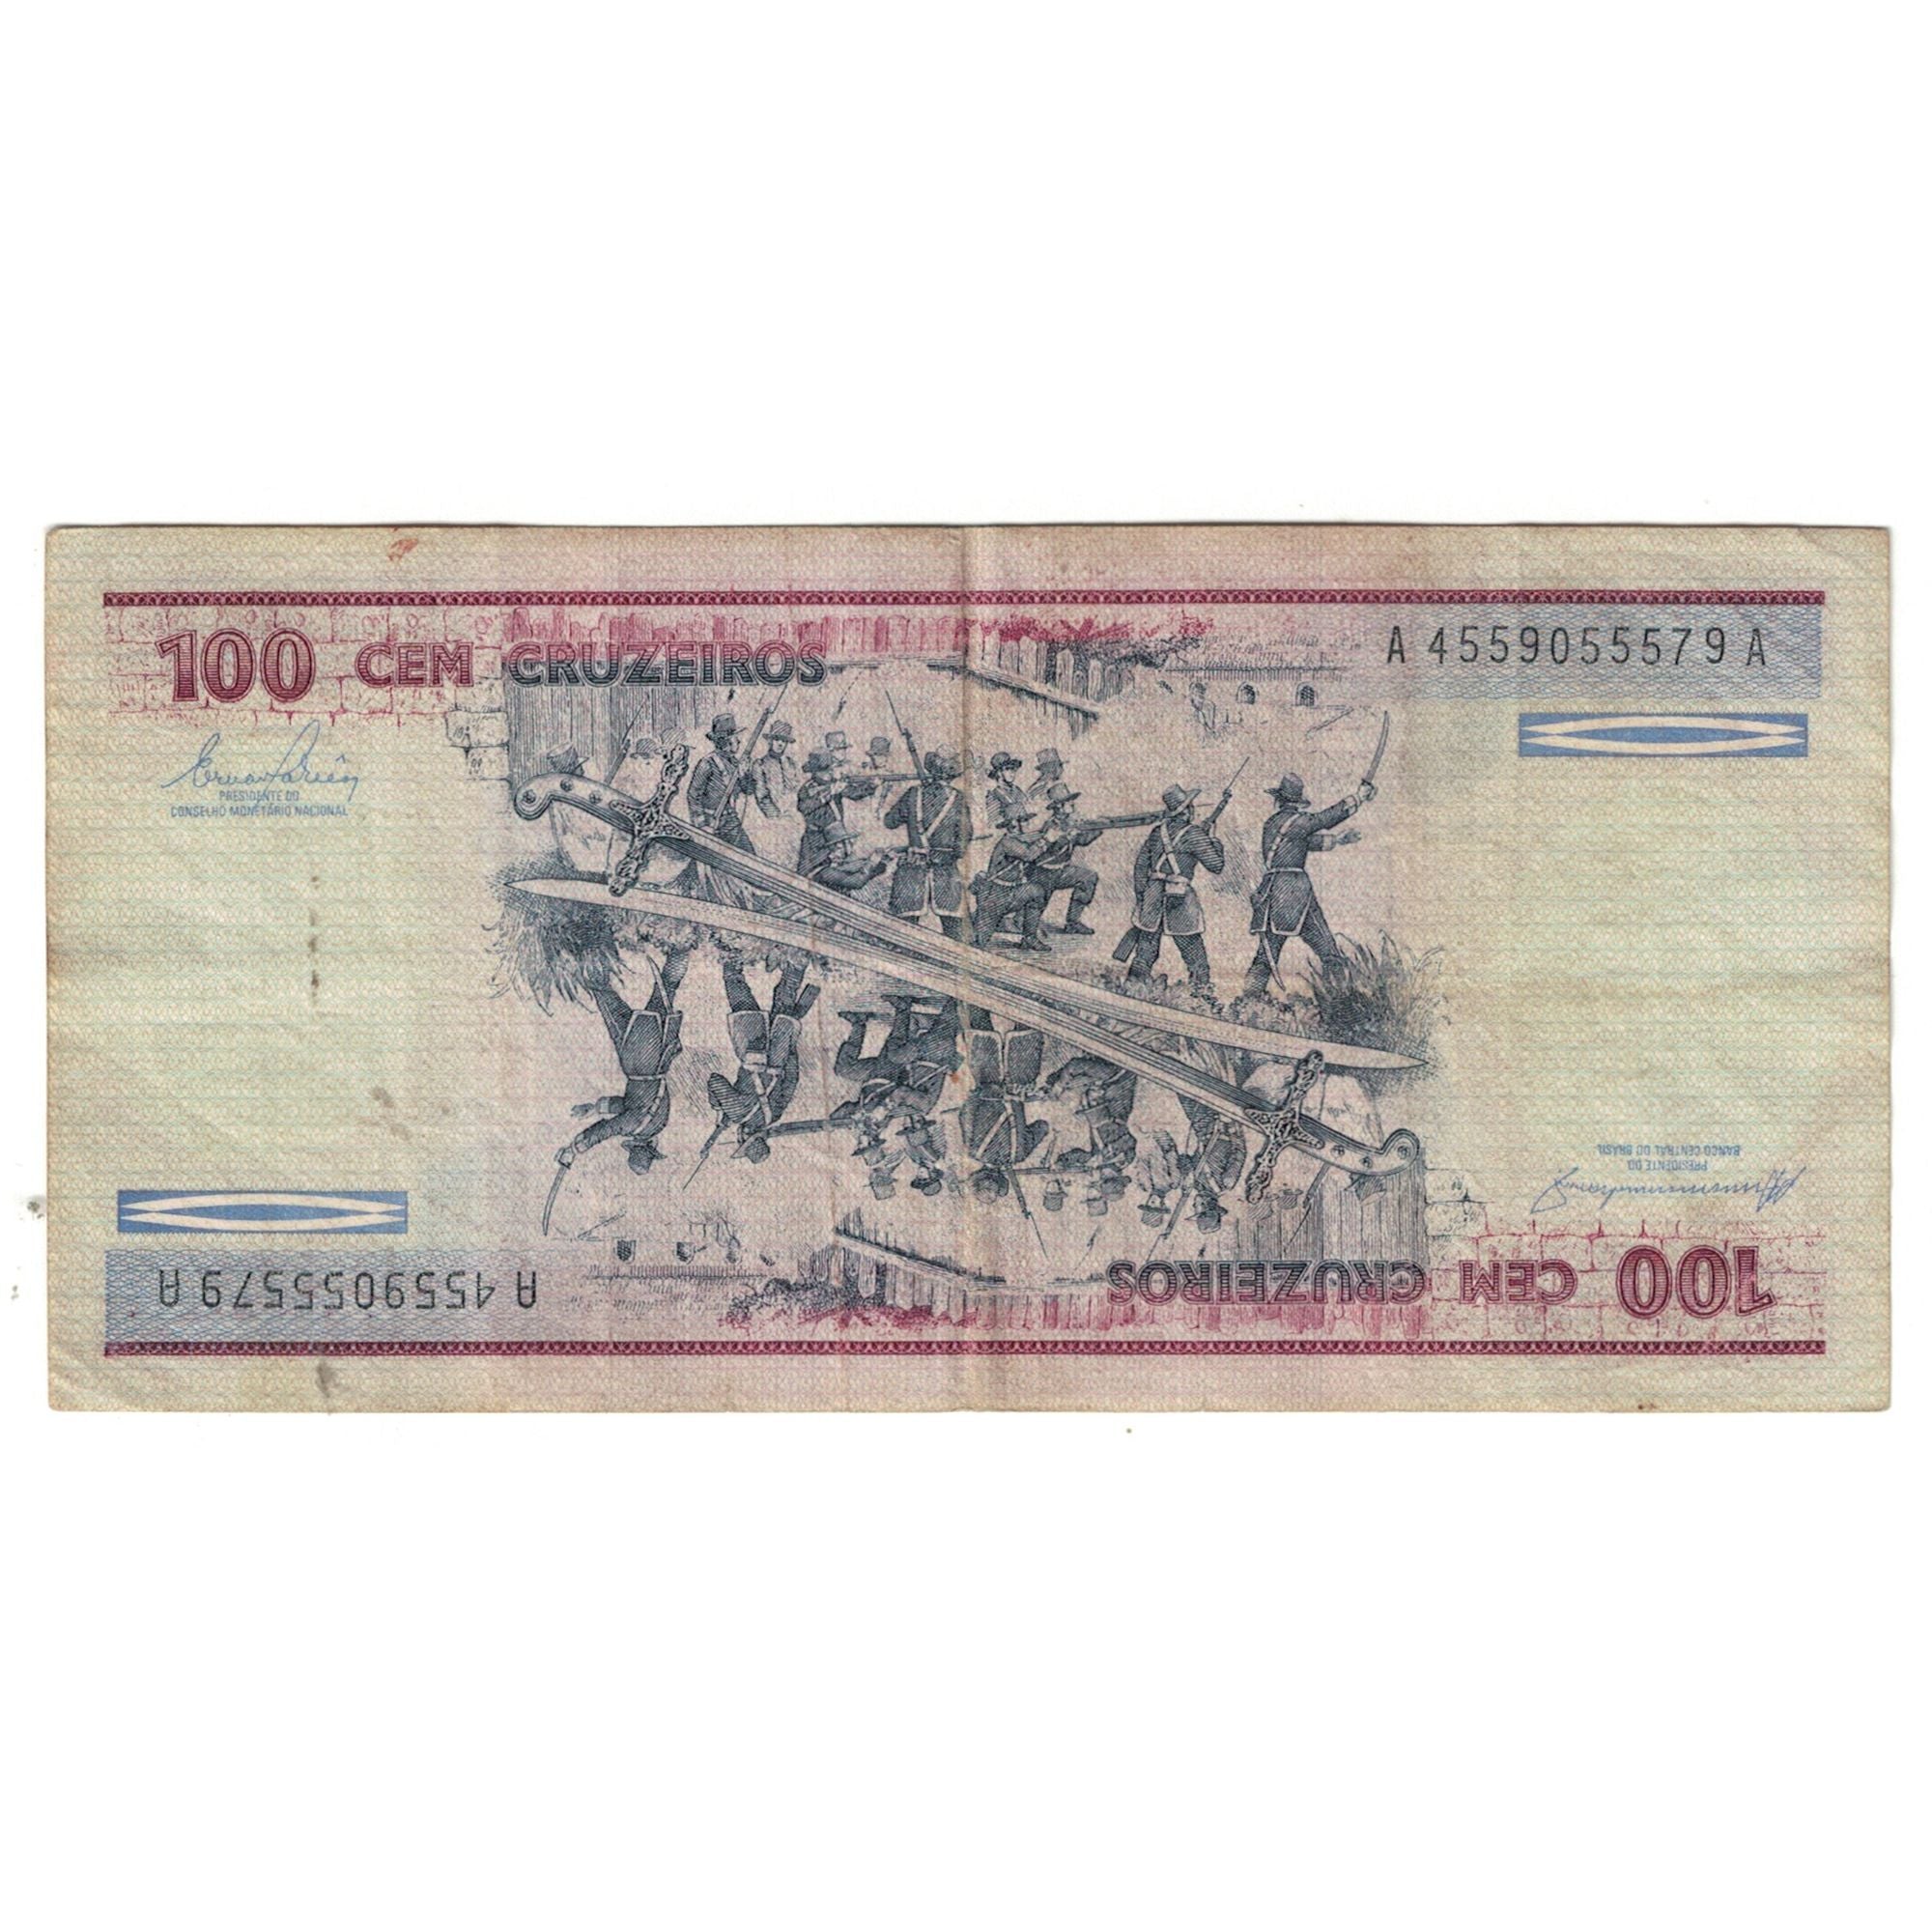 100 CEM CRUZEIROS
A 4559055579 A
PRESIDENTE DO
CONSELHO MONETÁRIO NACIONAL
PRESIDENTE DO
BANCO CENTRAL DO BRASIL
A 4559055579 A
100 CEM CRUZEIROS